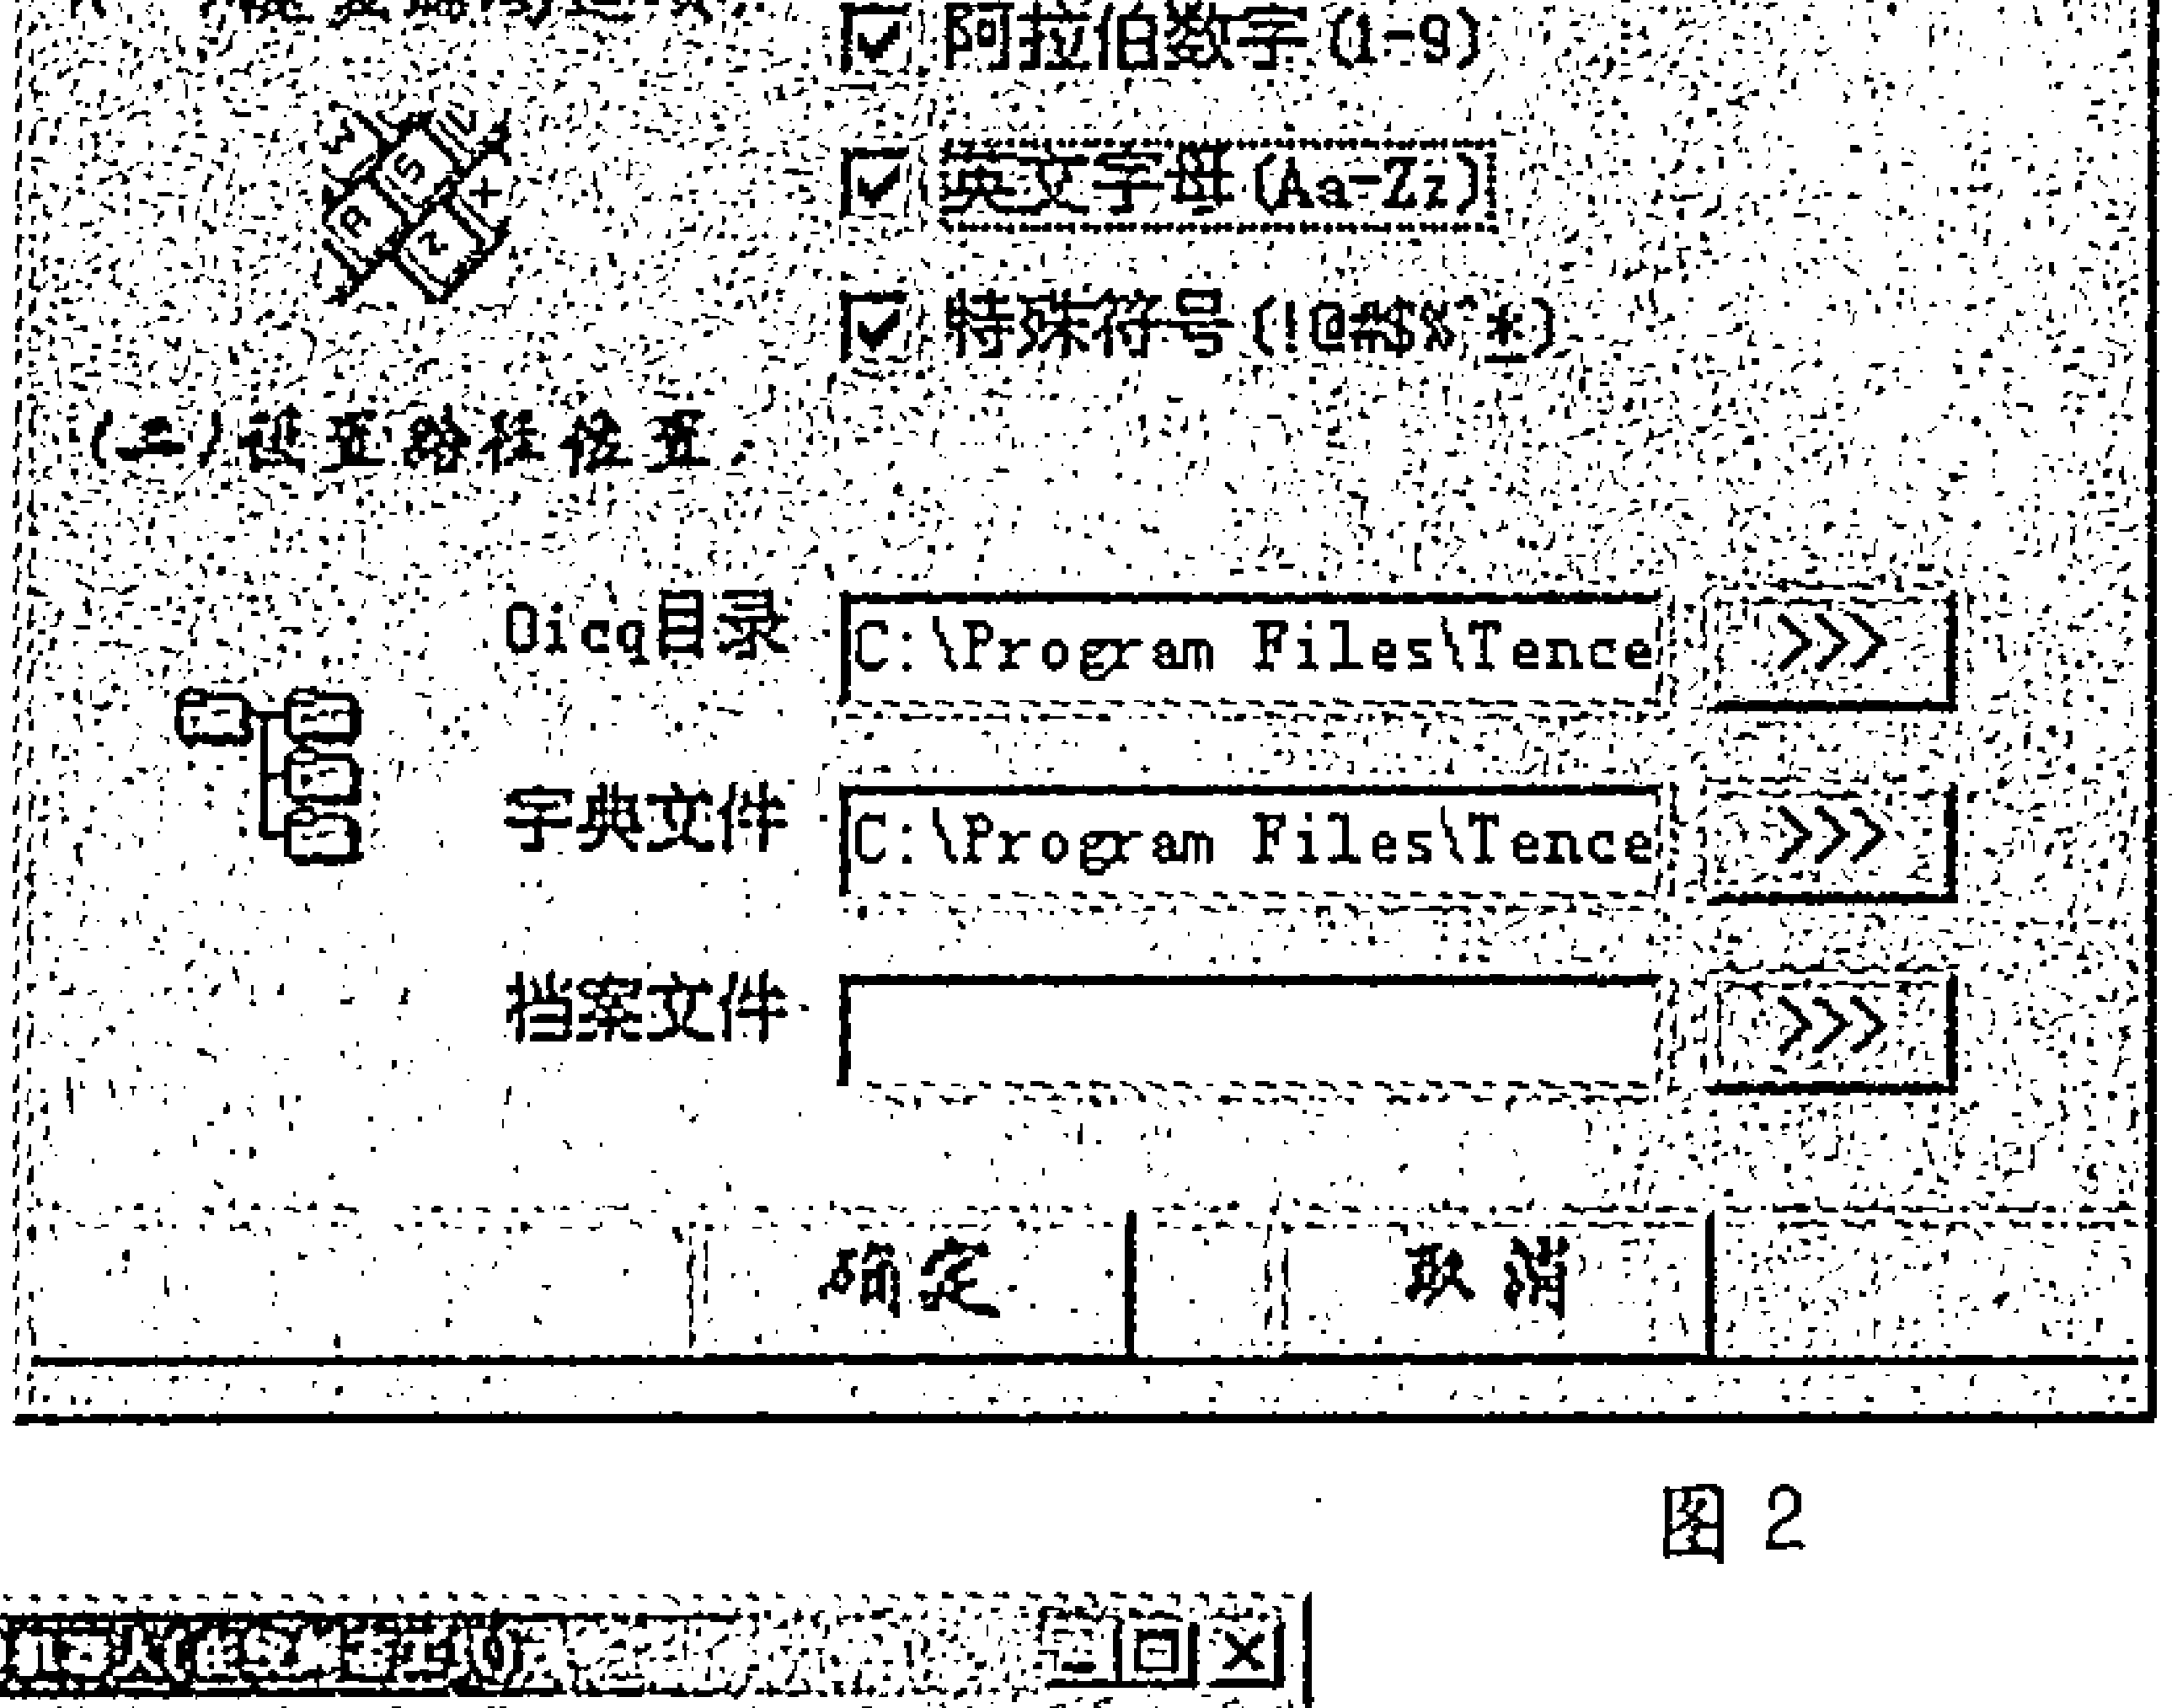 阿拉伯数字(1-9)
英文字母(Aa-Zz)
特殊符号(!@#$%^*)
(二)设置路径位置
Oicq目录 C:\Program Files\Tence >>>
字典文件 C:\Program Files\Tence >>>
档案文件 >>>
确定 取消
图 2